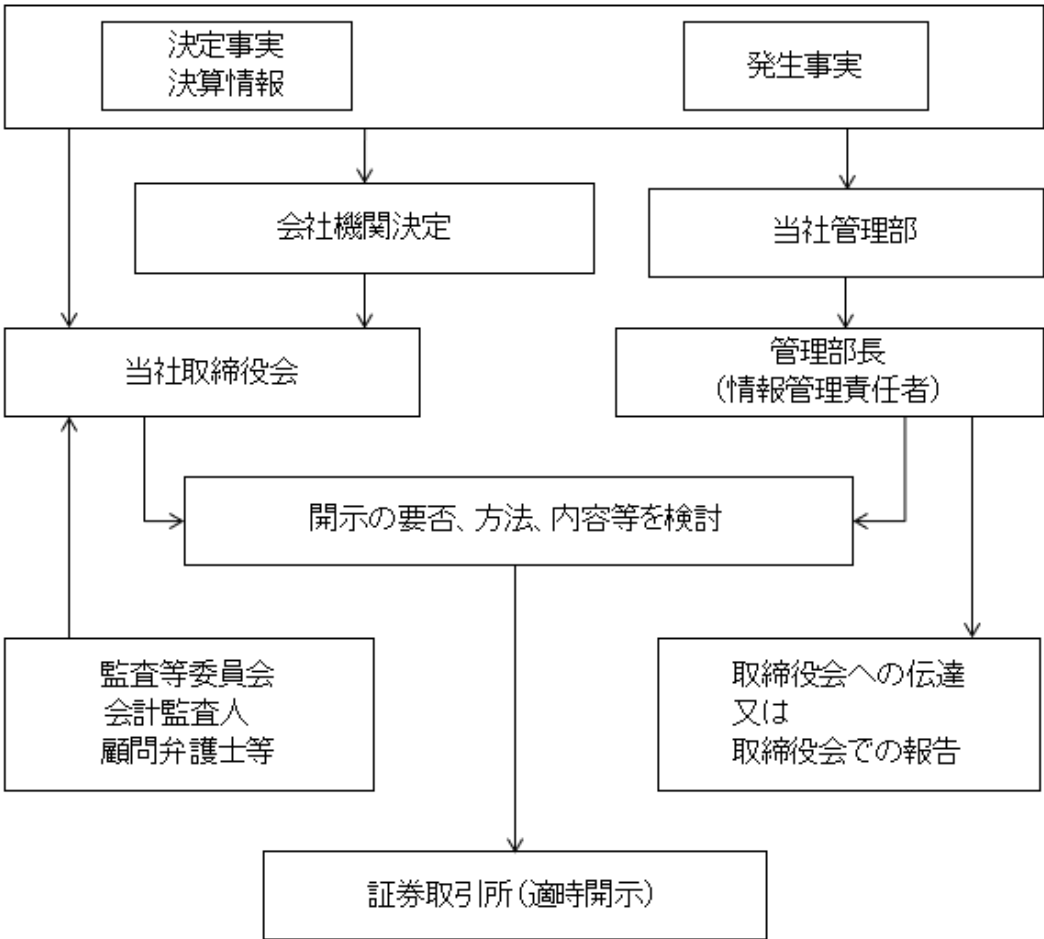 決定事実
決算情報
発生事実
会社機関決定
当社管理部
当社取締役会
管理部長
（情報管理責任者）
開示の要否、方法、内容等を検討
監査等委員会
会計監査人
顧問弁護士等
取締役会への伝達
又は
取締役会での報告
証券取引所（適時開示）